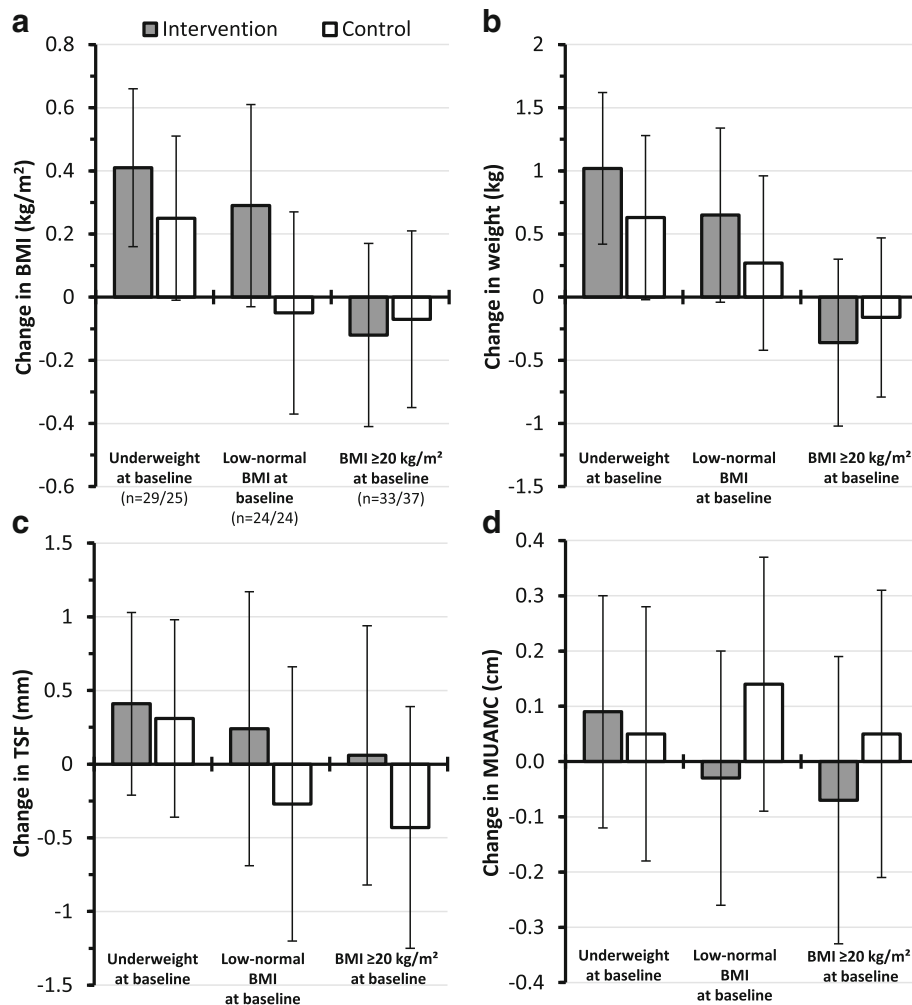 a
Intervention
Control
0.8
0.6
0.4
0.2
0
-0.2
-0.4
-0.6
Change in BMI (kg/m²)
Underweight
at baseline
(n=29/25)
Low-normal
BMI at
baseline
(n=24/24)
BMI ≥20 kg/m²
at baseline
(n=33/37)
b
2
1.5
1
0.5
0
-0.5
-1
-1.5
Change in weight (kg)
Underweight
at baseline
Low-normal
BMI
at baseline
BMI ≥20 kg/m²
at baseline
c
1.5
1
0.5
0
-0.5
-1
-1.5
Change in TSF (mm)
Underweight
at baseline
Low-normal
BMI
at baseline
BMI ≥20 kg/m²
at baseline
d
0.4
0.3
0.2
0.1
0.0
-0.1
-0.2
-0.3
-0.4
Change in MUAMC (cm)
Underweight
at baseline
Low-normal
BMI
at baseline
BMI ≥20 kg/m²
at baseline